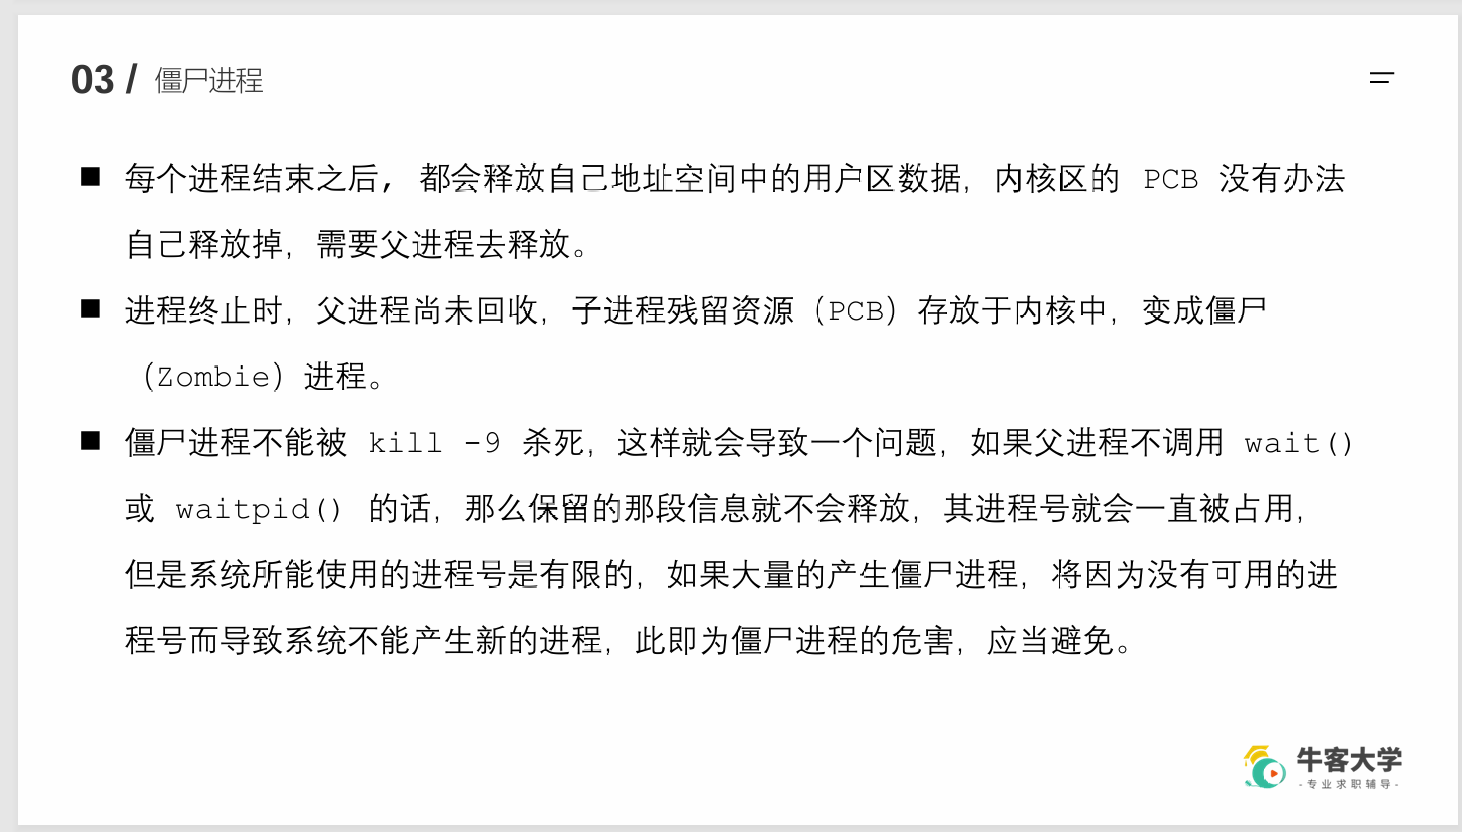 03 / 僵尸进程
■ 每个进程结束之后, 都会释放自己地址空间中的用户区数据，内核区的 PCB 没有办法
自己释放掉，需要父进程去释放。
■ 进程终止时，父进程尚未回收，子进程残留资源（PCB）存放于内核中，变成僵尸
（Zombie）进程。
■ 僵尸进程不能被 kill -9 杀死，这样就会导致一个问题，如果父进程不调用 wait()
或 waitpid() 的话，那么保留的那段信息就不会释放，其进程号就会一直被占用，
但是系统所能使用的进程号是有限的，如果大量的产生僵尸进程，将因为没有可用的进
程号而导致系统不能产生新的进程，此即为僵尸进程的危害，应当避免。
牛客大学
-专业求职辅导-